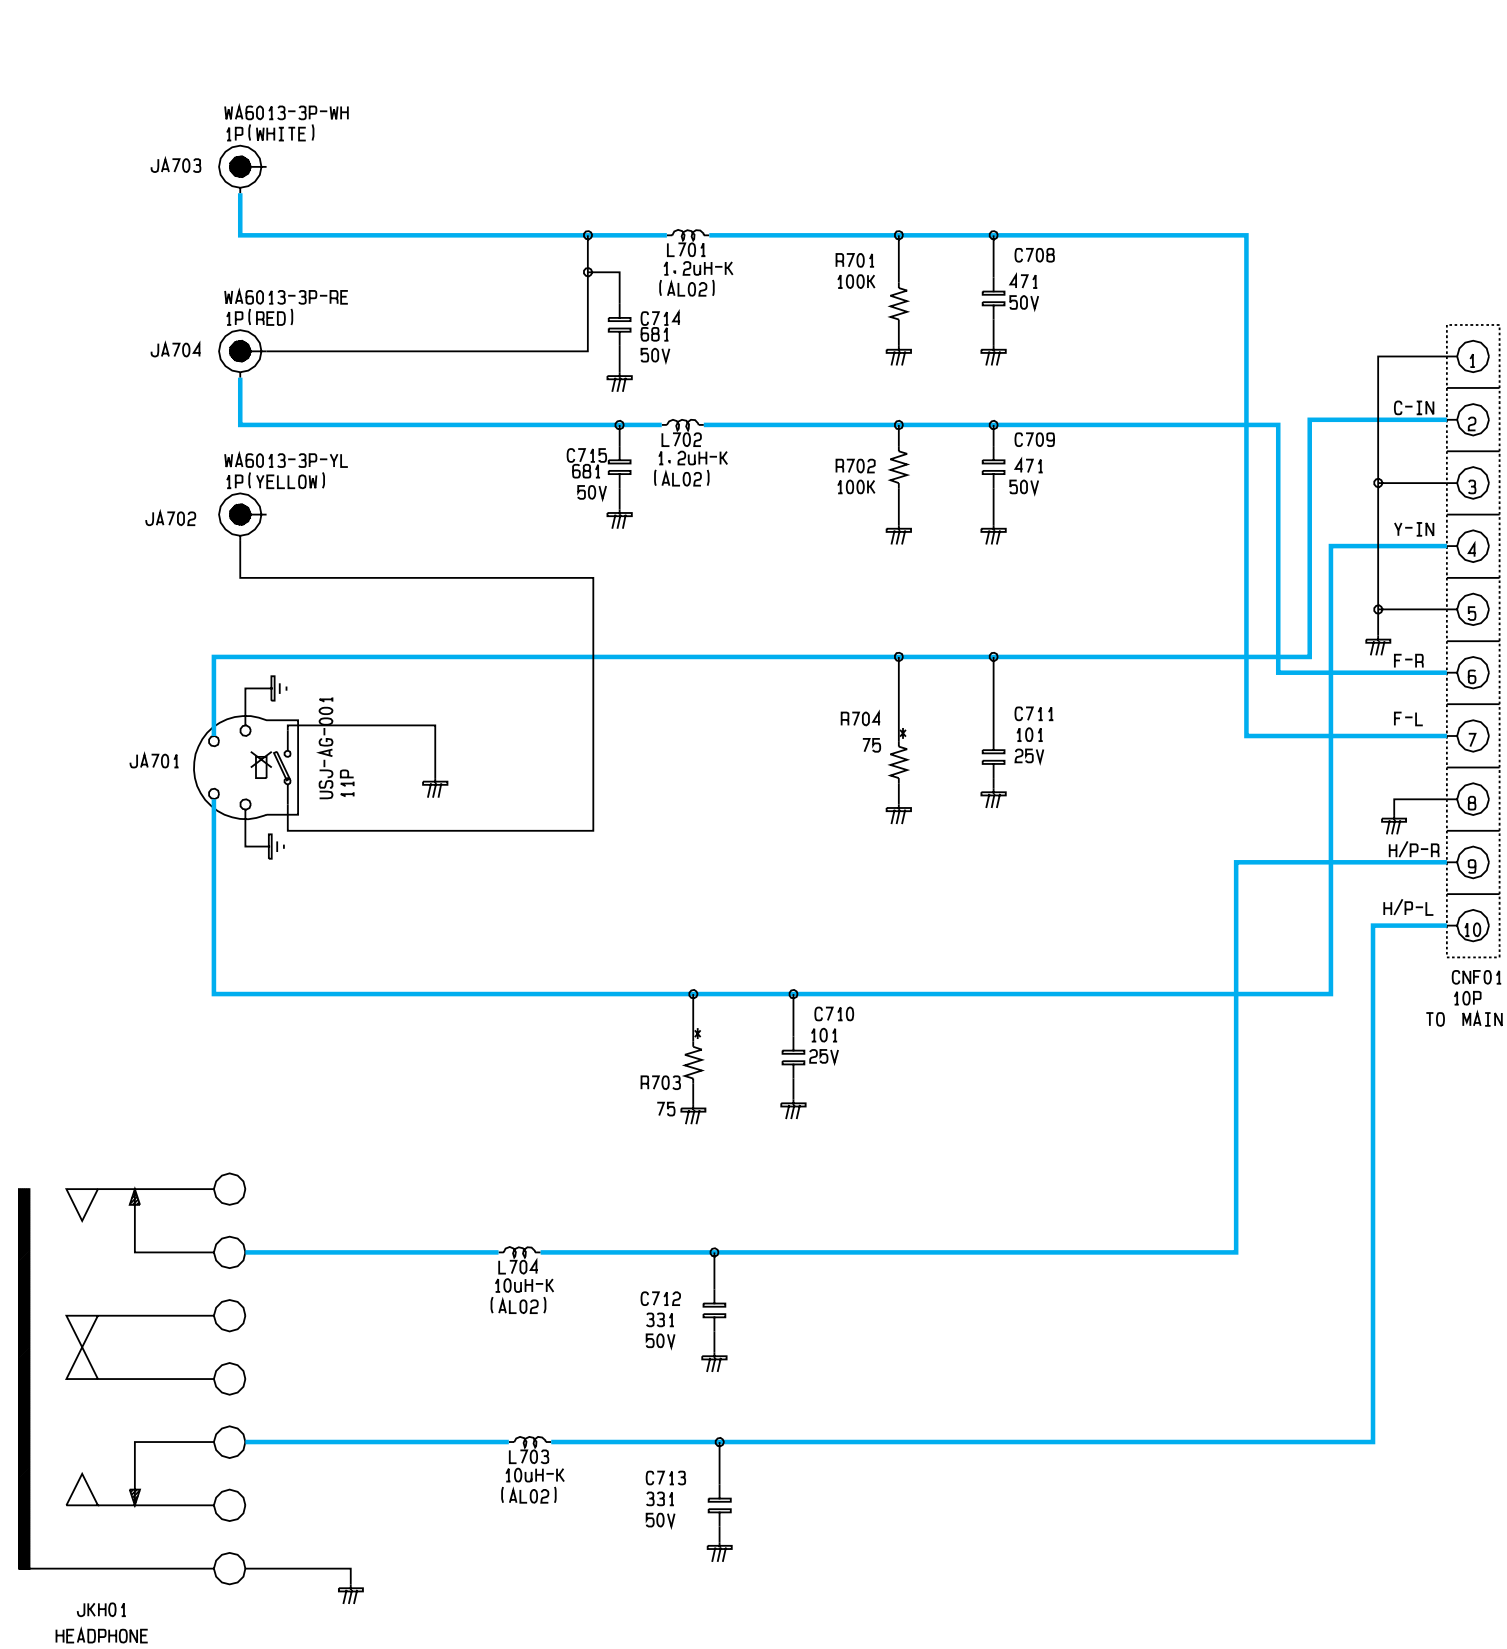 WA6013-3P-WH
1P(WHITE)
JA703
L701
1.2uH-K
(AL02)
R701
100K
C708
471
50V
WA6013-3P-RE
1P(RED)
JA704
C714
681
50V
1
C-IN
2
L702
1.2uH-K
(AL02)
C715
681
50V
R702
100K
C709
471
50V
WA6013-3P-YL
1P(YELLOW)
JA702
3
Y-IN
4
5
F-R
6
JA701
USJ-AG-001
11P
R704
*
75
C711
101
25V
F-L
7
8
H/P-R
9
H/P-L
10
CNF01
10P
TO MAIN
*
R703
75
C710
101
25V
L704
10uH-K
(AL02)
C712
331
50V
L703
10uH-K
(AL02)
C713
331
50V
JKH01
HEADPHONE